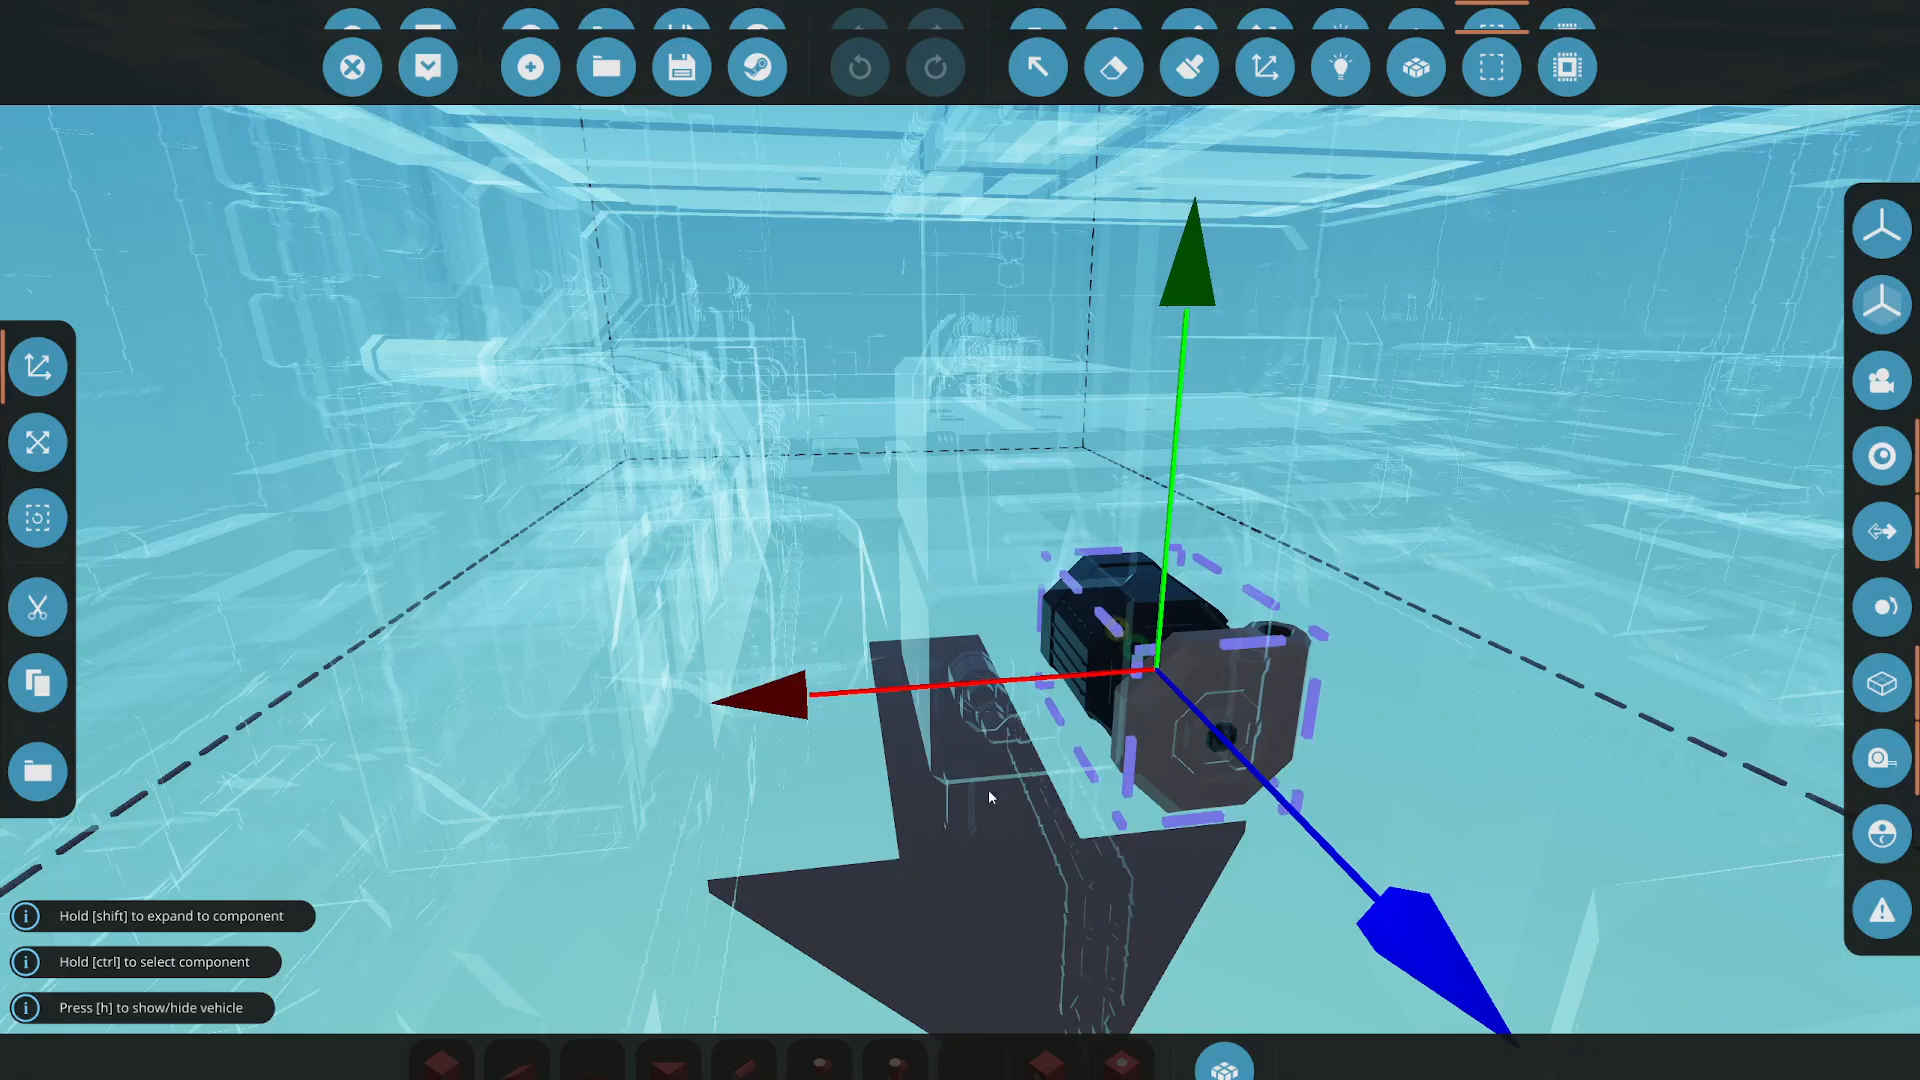 Hold [shift] to expand to component
Hold [ctrl] to select component
Press [h] to show/hide vehicle